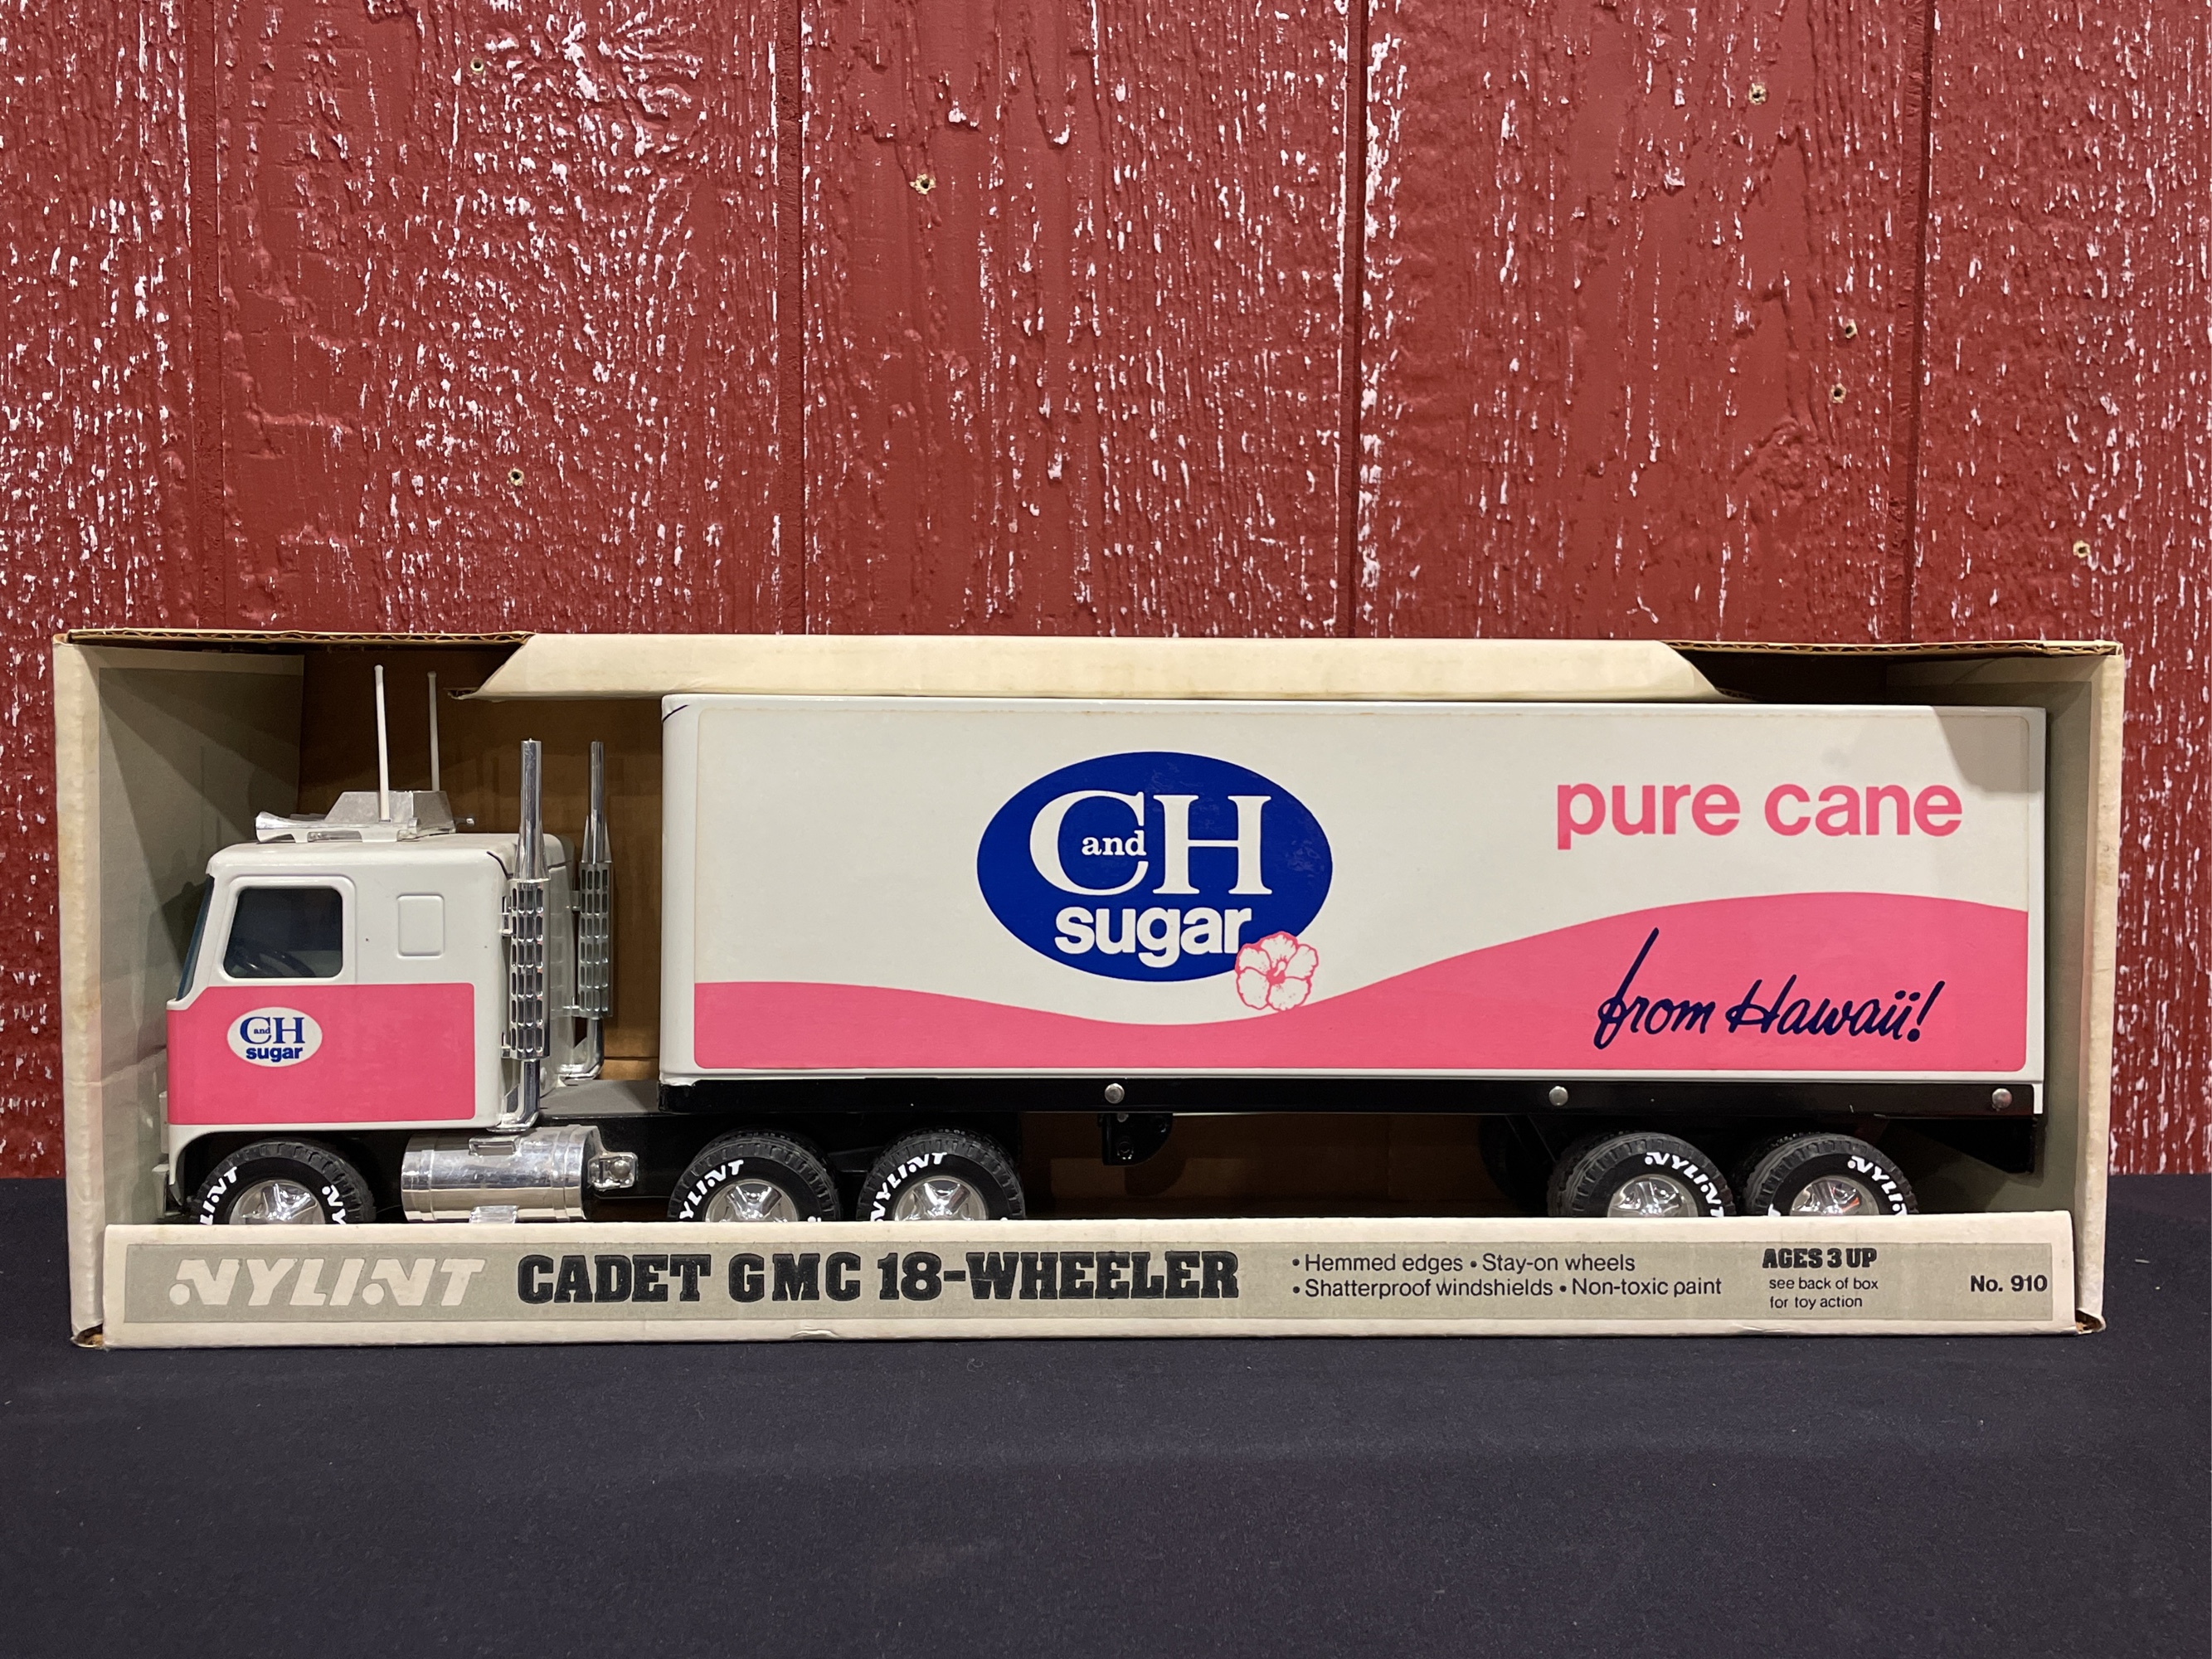 C and H
sugar
pure cane
from Hawaii!
C and H
sugar
NYLINT
NYLINT
NYLINT
NYLINT
NYLINT CADET GMC 18-WHEELER
• Hemmed edges • Stay-on wheels
• Shatterproof windshields • Non-toxic paint
AGES 3 UP
see back of box
for toy action
No. 910